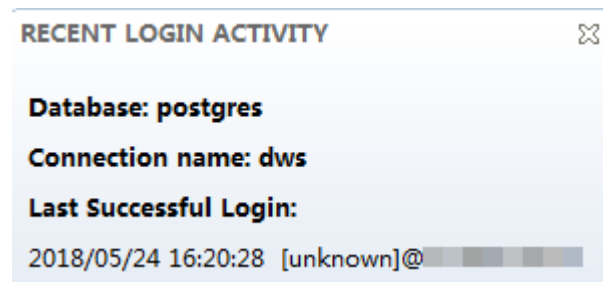 RECENT LOGIN ACTIVITY
Database: postgres
Connection name: dws
Last Successful Login:
2018/05/24 16:20:28 [unknown]@